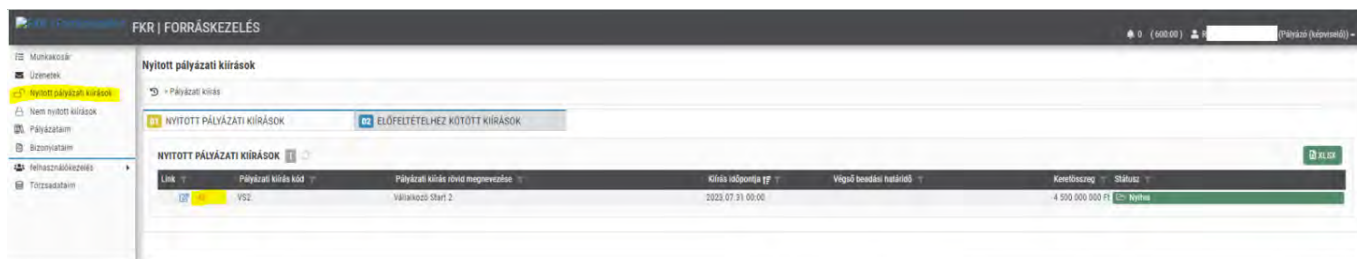 FKR | FORRÁSKEZELÉS
0 (600:00) (Pályázó (képviselő))
Munkakosár
Üzenetek
Nyitott pályázati kiírások
Nem nyitott kiírások
Pályázataim
Bizonylataim
felhasználókezelés
Törzsadataim
Nyitott pályázati kiírások
Pályázati kiírás
01 NYITOTT PÁLYÁZATI KIÍRÁSOK
02 ELŐFELTÉTELHEZ KÖTÖTT KIÍRÁSOK
NYITOTT PÁLYÁZATI KIÍRÁSOK 1
XLSX
Link Pályázati kiírás kód Pályázati kiírás rövid megnevezése Kiírás időpontja Végső beadási határidő Keretösszeg Státusz
VS2 Vállalkozó Start 2 2023.07.31 00:00 4 500 000 000 Ft Nyitva